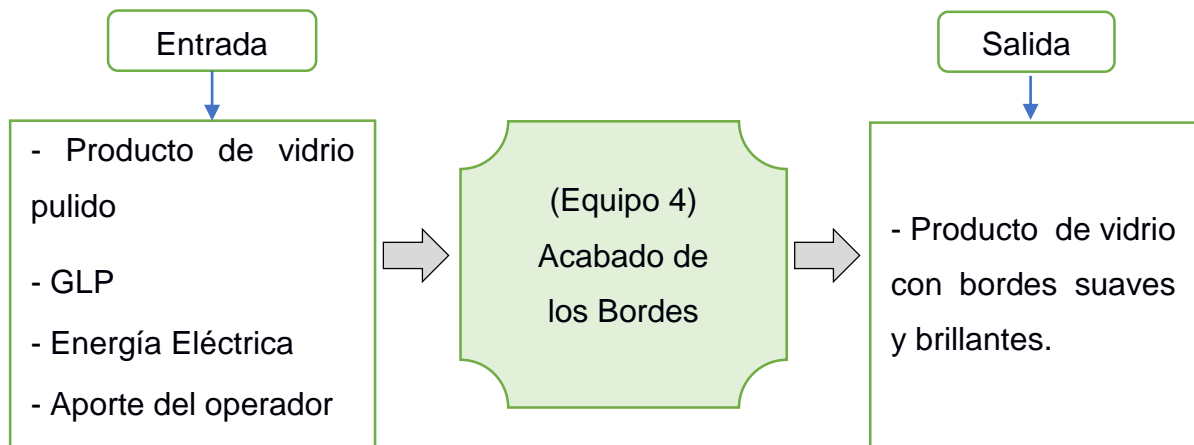 Entrada
- Producto de vidrio
pulido
- GLP
- Energía Eléctrica
- Aporte del operador
(Equipo 4)
Acabado de
los Bordes
Salida
- Producto de vidrio
con bordes suaves
y brillantes.